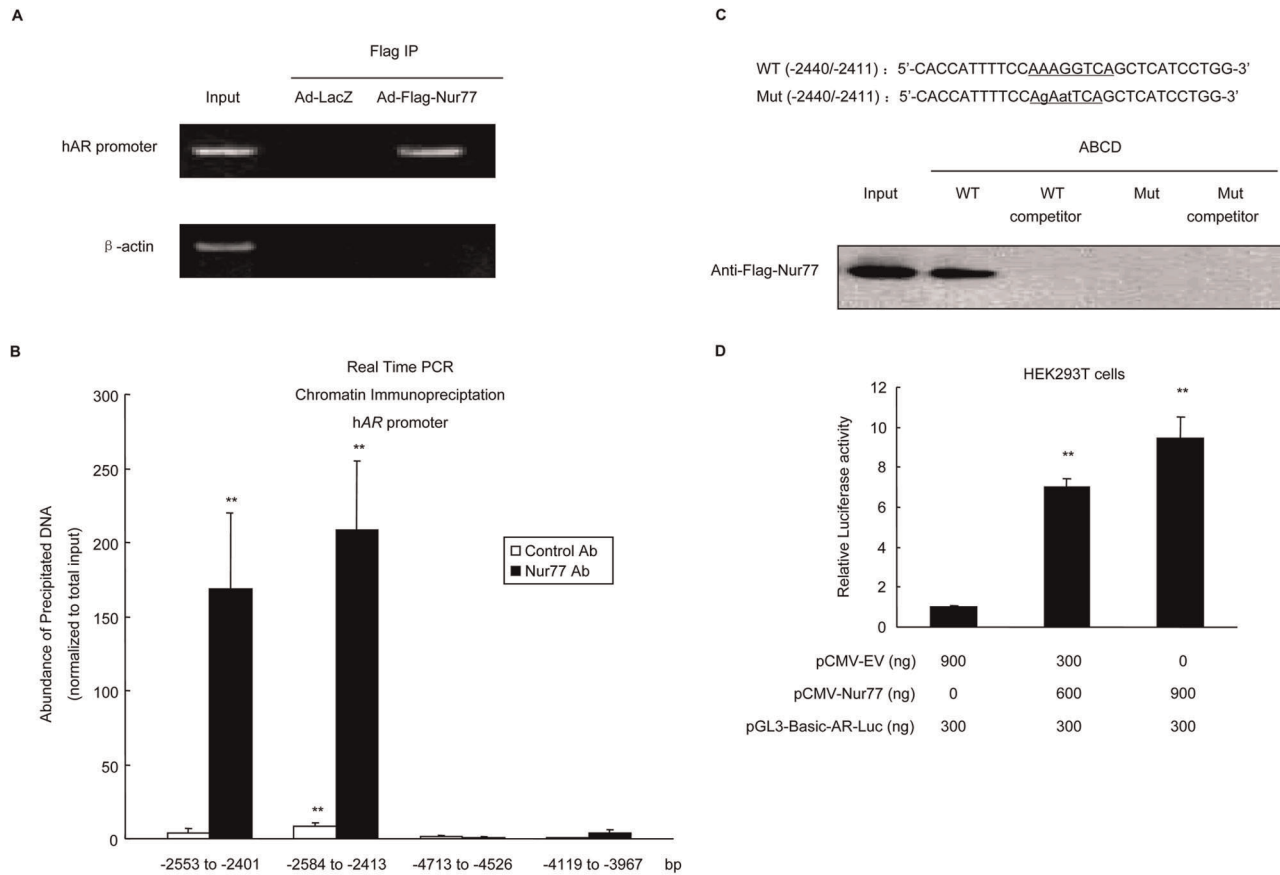 A
Flag IP
Input Ad-LacZ Ad-Flag-Nur77
hAR promoter
β-actin
B
Real Time PCR
Chromatin Immunopreciptation
hAR promoter
Abundance of Precipitated DNA
(normalized to total input)
300
250
200
150
100
50
0
**
**
**
Control Ab
Nur77 Ab
-2553 to -2401 -2584 to -2413 -4713 to -4526 -4119 to -3967 bp
C
WT (-2440/-2411) : 5’-CACCATTTTCCAAAGGTCAGCTCATCCTGG-3’
Mut (-2440/-2411) : 5’-CACCATTTTCCAgAatTCAGCTCATCCTGG-3’
ABCD
Input WT WT competitor Mut Mut competitor
Anti-Flag-Nur77
D
HEK293T cells
Relative Luciferase activity
12
10
8
6
4
2
0
**
**
pCMV-EV (ng) 900 300 0
pCMV-Nur77 (ng) 0 600 900
pGL3-Basic-AR-Luc (ng) 300 300 300